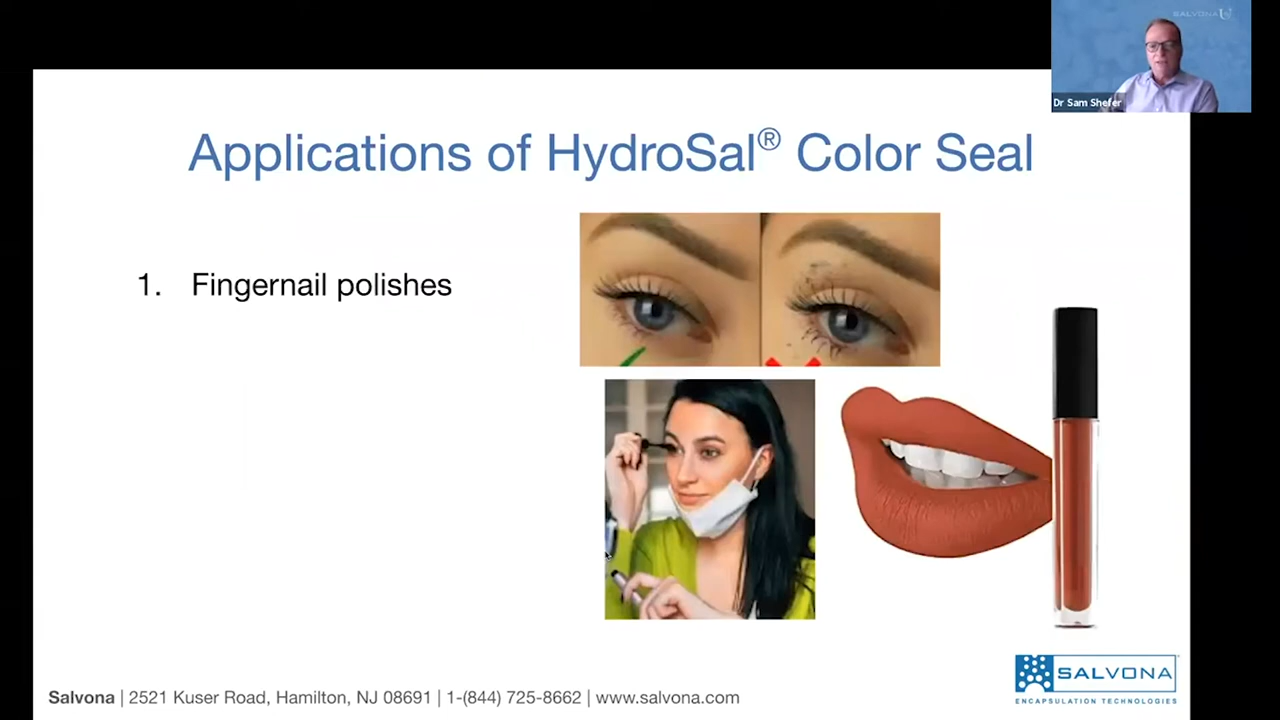 SALVONA U
Dr Sam Shefer
Applications of HydroSal® Color Seal
1. Fingernail polishes
SALVONA
ENCAPSULATION TECHNOLOGIES
Salvona | 2521 Kuser Road, Hamilton, NJ 08691 | 1-(844) 725-8662 | www.salvona.com